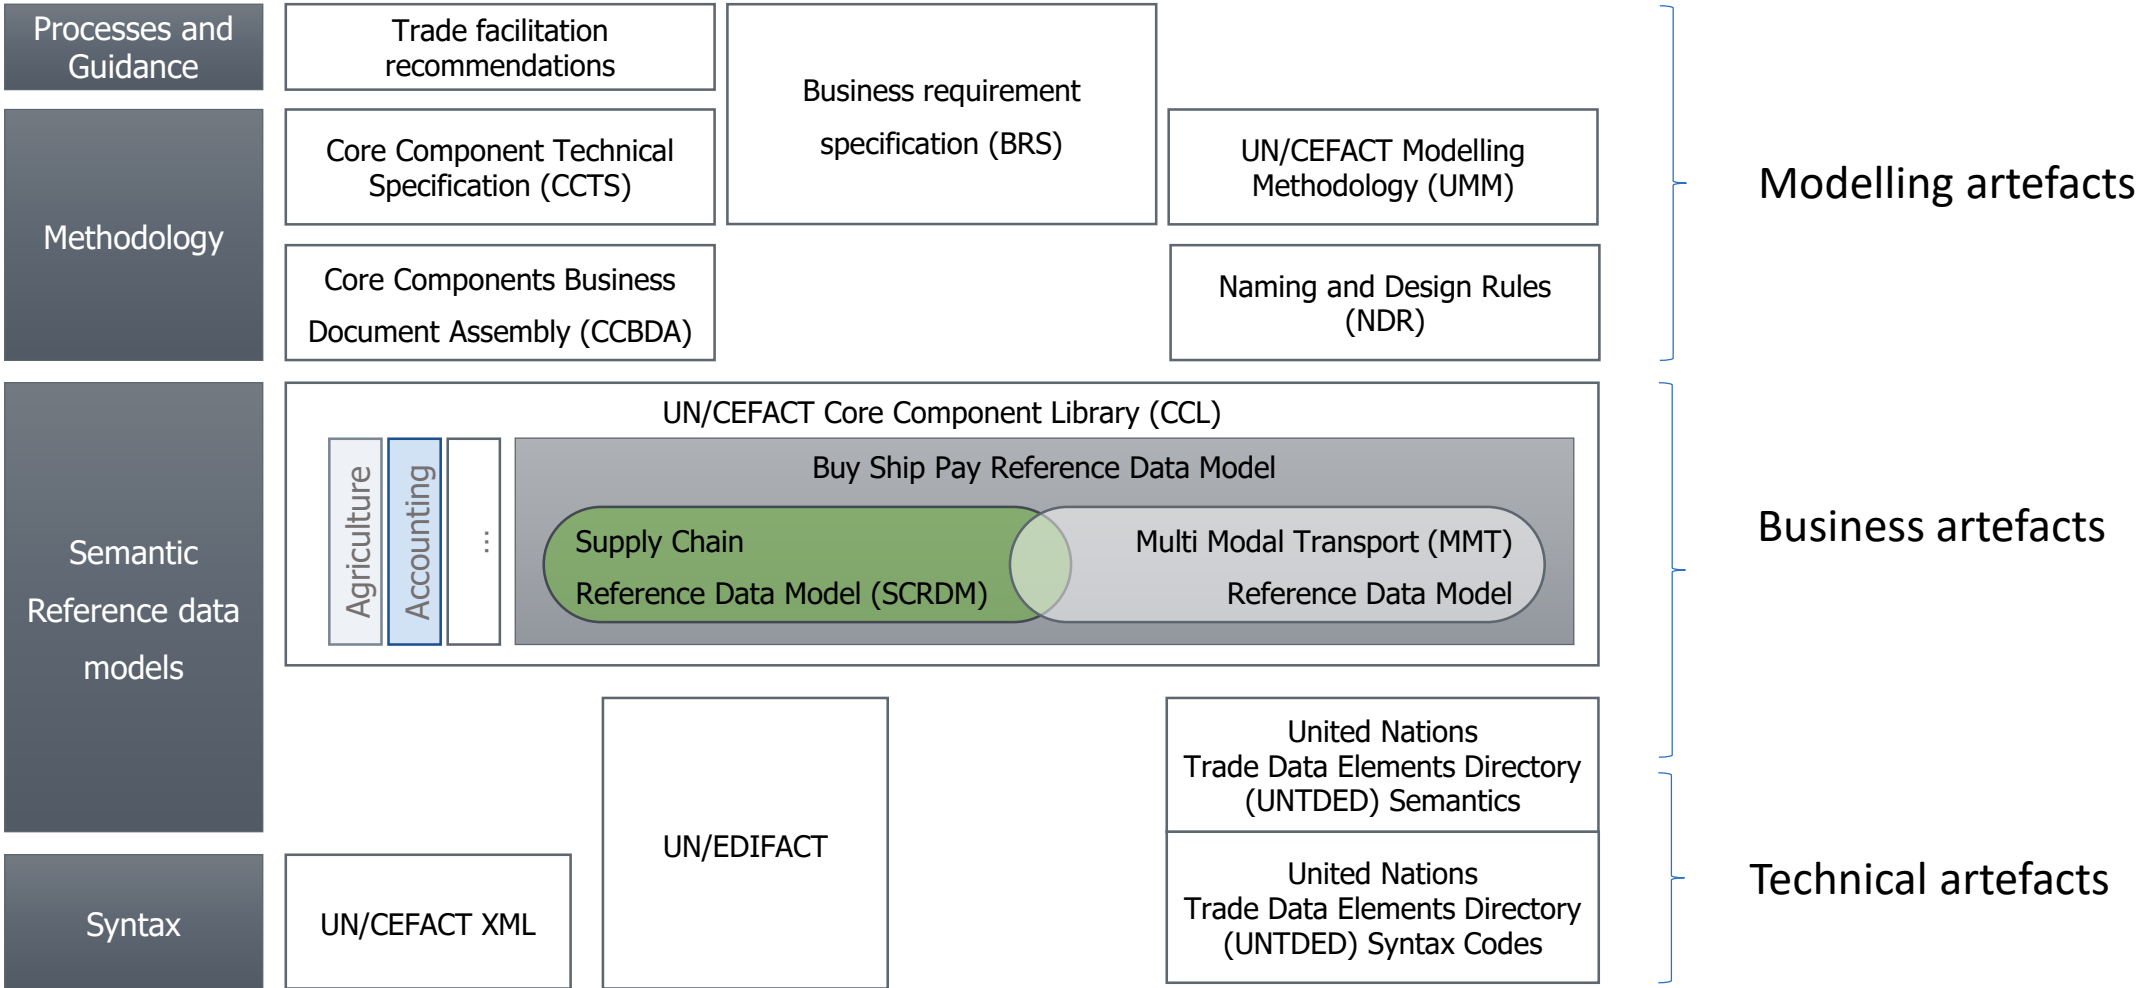 Processes and
Guidance
Trade facilitation
recommendations
Business requirement
specification (BRS)
Methodology
Core Component Technical
Specification (CCTS)
UN/CEFACT Modelling
Methodology (UMM)
Core Components Business
Document Assembly (CCBDA)
Naming and Design Rules
(NDR)
Modelling artefacts
Semantic
Reference data
models
UN/CEFACT Core Component Library (CCL)
Agriculture
Accounting
...
Buy Ship Pay Reference Data Model
Supply Chain
Reference Data Model (SCRDM)
Multi Modal Transport (MMT)
Reference Data Model
Business artefacts
UN/EDIFACT
United Nations
Trade Data Elements Directory
(UNTDED) Semantics
Syntax
UN/CEFACT XML
United Nations
Trade Data Elements Directory
(UNTDED) Syntax Codes
Technical artefacts